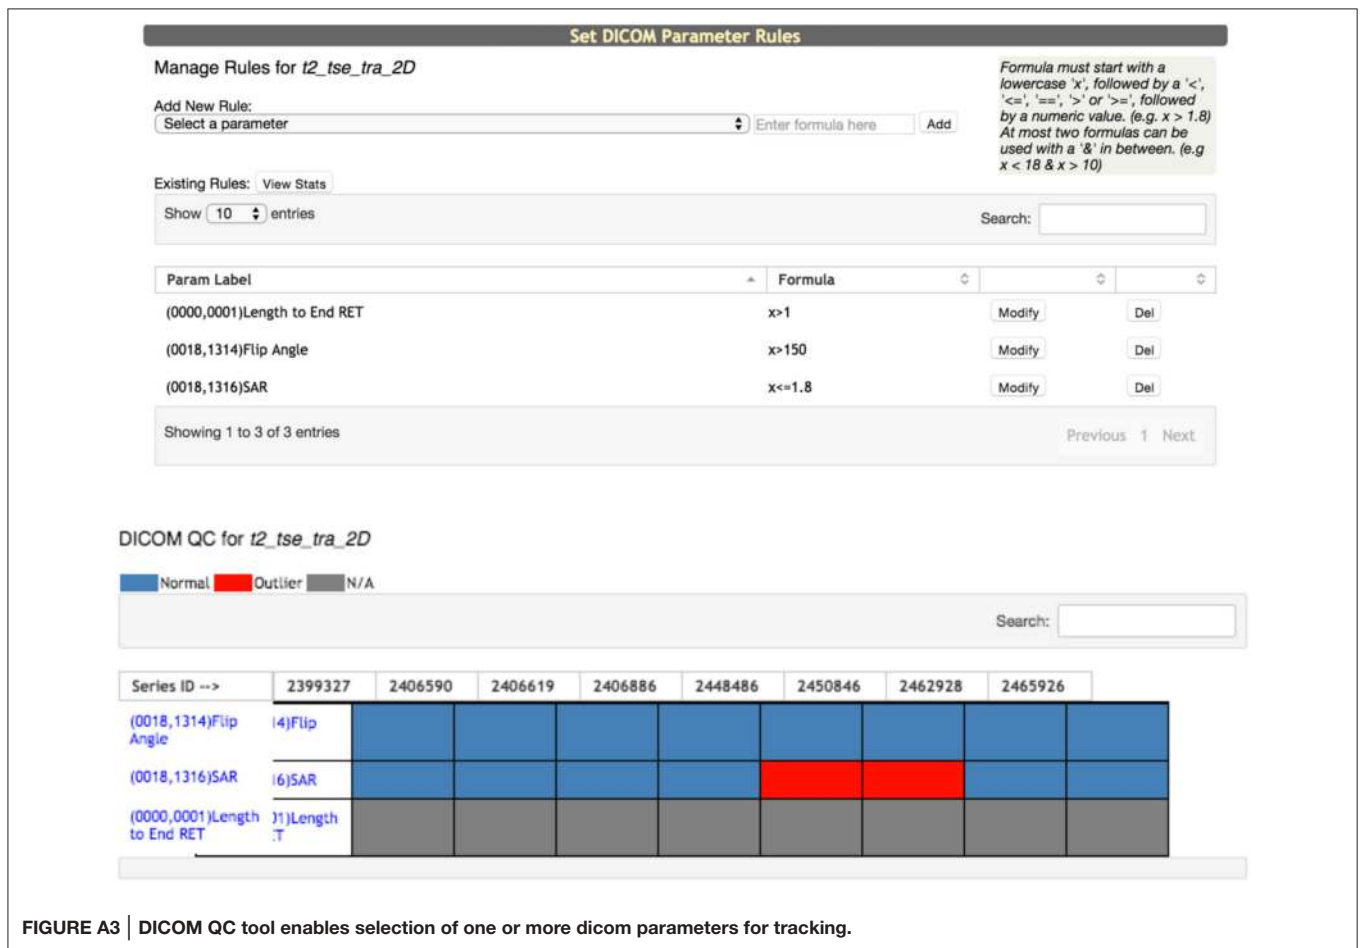 Set DICOM Parameter Rules
Manage Rules for t2_tse_tra_2D
Formula must start with a
lowercase 'x', followed by a '<',
'<=', '==', '>' or '>=', followed
by a numeric value. (e.g. x > 1.8)
At most two formulas can be
used with a '&' in between. (e.g
x < 18 & x > 10)
Add New Rule:
Select a parameter Enter formula here Add
Existing Rules: View Stats
Show 10 entries Search:
Param Label Formula
(0000,0001)Length to End RET x>1 Modify Del
(0018,1314)Flip Angle x>150 Modify Del
(0018,1316)SAR x<=1.8 Modify Del
Showing 1 to 3 of 3 entries Previous 1 Next
DICOM QC for t2_tse_tra_2D
Normal Outlier N/A
Search:
Series ID --> 2399327 2406590 2406619 2406886 2448486 2450846 2462928 2465926
(0018,1314)Flip 4)Flip
Angle
(0018,1316)SAR 6)SAR
(0000,0001)Length 01)Length
to End RET ET
FIGURE A3 | DICOM QC tool enables selection of one or more dicom parameters for tracking.